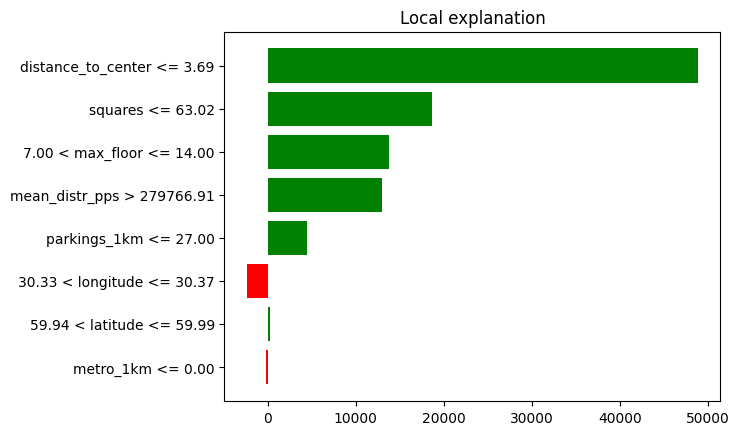 Local explanation
distance_to_center <= 3.69
squares <= 63.02
7.00 < max_floor <= 14.00
mean_distr_pps > 279766.91
parkings_1km <= 27.00
30.33 < longitude <= 30.37
59.94 < latitude <= 59.99
metro_1km <= 0.00
0 10000 20000 30000 40000 50000